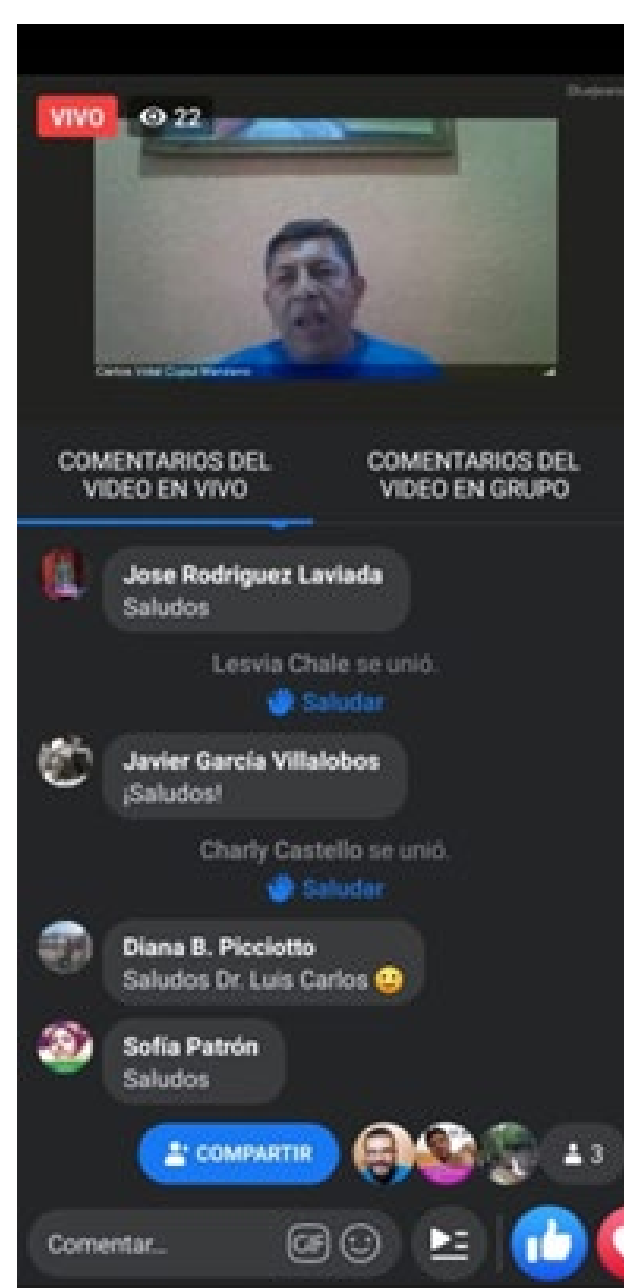 VIVO 22
Carlos Vidal
COMENTARIOS DEL
VIDEO EN VIVO
COMENTARIOS DEL
VIDEO EN GRUPO
Jose Rodriguez Laviada
Saludos
Lesvia Chale se unió.
Saludar
Javier García Villalobos
¡Saludos!
Charly Castello se unió.
Saludar
Diana B. Picciotto
Saludos Dr. Luis Carlos
Sofía Patrón
Saludos
COMPARTIR
3
Comentar...
GIF